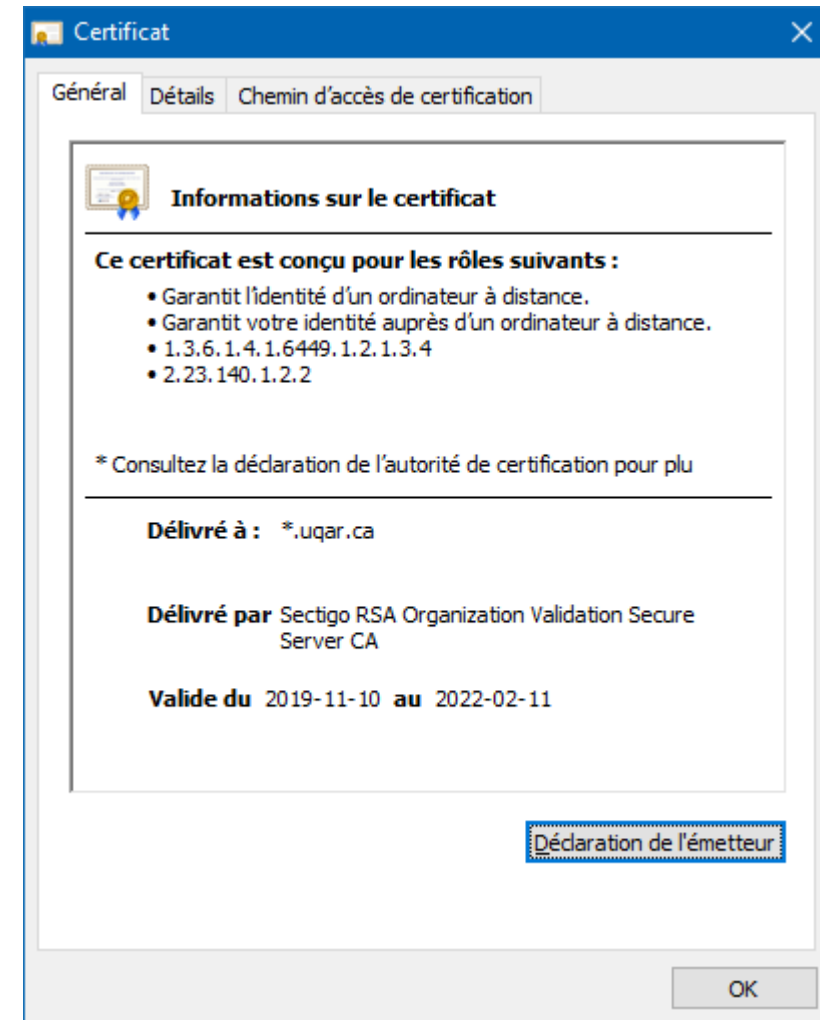 Certificat
Général Détails Chemin d'accès de certification
Informations sur le certificat
Ce certificat est conçu pour les rôles suivants :
• Garantit l'identité d'un ordinateur à distance.
• Garantit votre identité auprès d'un ordinateur à distance.
• 1.3.6.1.4.1.6449.1.2.1.3.4
• 2.23.140.1.2.2
* Consultez la déclaration de l'autorité de certification pour plu
Délivré à : *.uqar.ca
Délivré par Sectigo RSA Organization Validation Secure
Server CA
Valide du 2019-11-10 au 2022-02-11
Déclaration de l'émetteur
OK